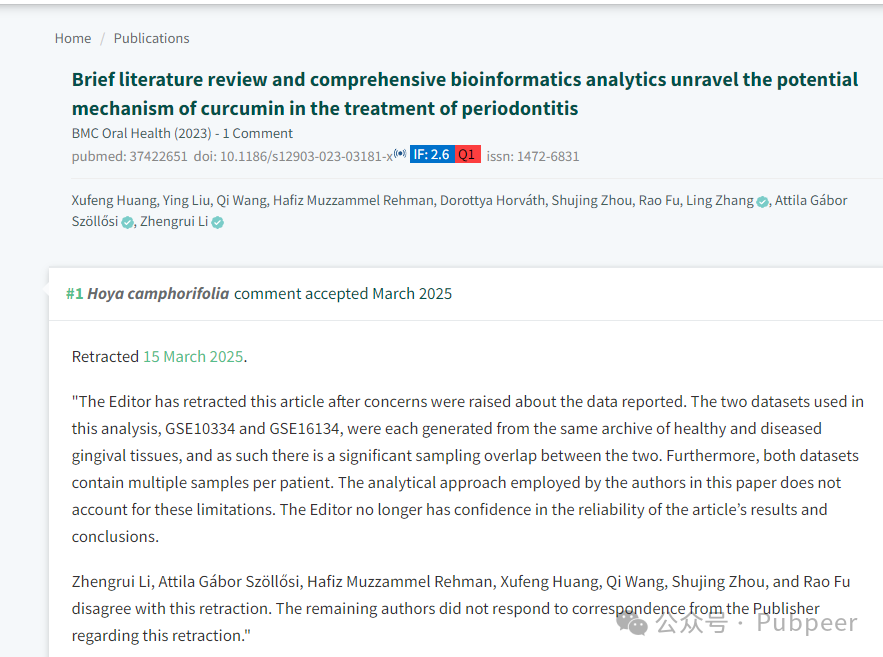 Home / Publications
Brief literature review and comprehensive bioinformatics analytics unravel the potential
mechanism of curcumin in the treatment of periodontitis
BMC Oral Health (2023) - 1 Comment
pubmed: 37422651 doi: 10.1186/s12903-023-03181-x IF: 2.6 Q1 issn: 1472-6831
Xufeng Huang, Ying Liu, Qi Wang, Hafiz Muzzammel Rehman, Dorottya Horváth, Shujing Zhou, Rao Fu, Ling Zhang, Attila Gábor
Szöllősi, Zhengrui Li
#1 Hoya camphorifolia comment accepted March 2025
Retracted 15 March 2025.
"The Editor has retracted this article after concerns were raised about the data reported. The two datasets used in
this analysis, GSE10334 and GSE16134, were each generated from the same archive of healthy and diseased
gingival tissues, and as such there is a significant sampling overlap between the two. Furthermore, both datasets
contain multiple samples per patient. The analytical approach employed by the authors in this paper does not
account for these limitations. The Editor no longer has confidence in the reliability of the article's results and
conclusions.
Zhengrui Li, Attila Gábor Szöllősi, Hafiz Muzzammel Rehman, Xufeng Huang, Qi Wang, Shujing Zhou, and Rao Fu
disagree with this retraction. The remaining authors did not respond to correspondence from the Publisher
regarding this retraction."
公众号 · Pubpeer